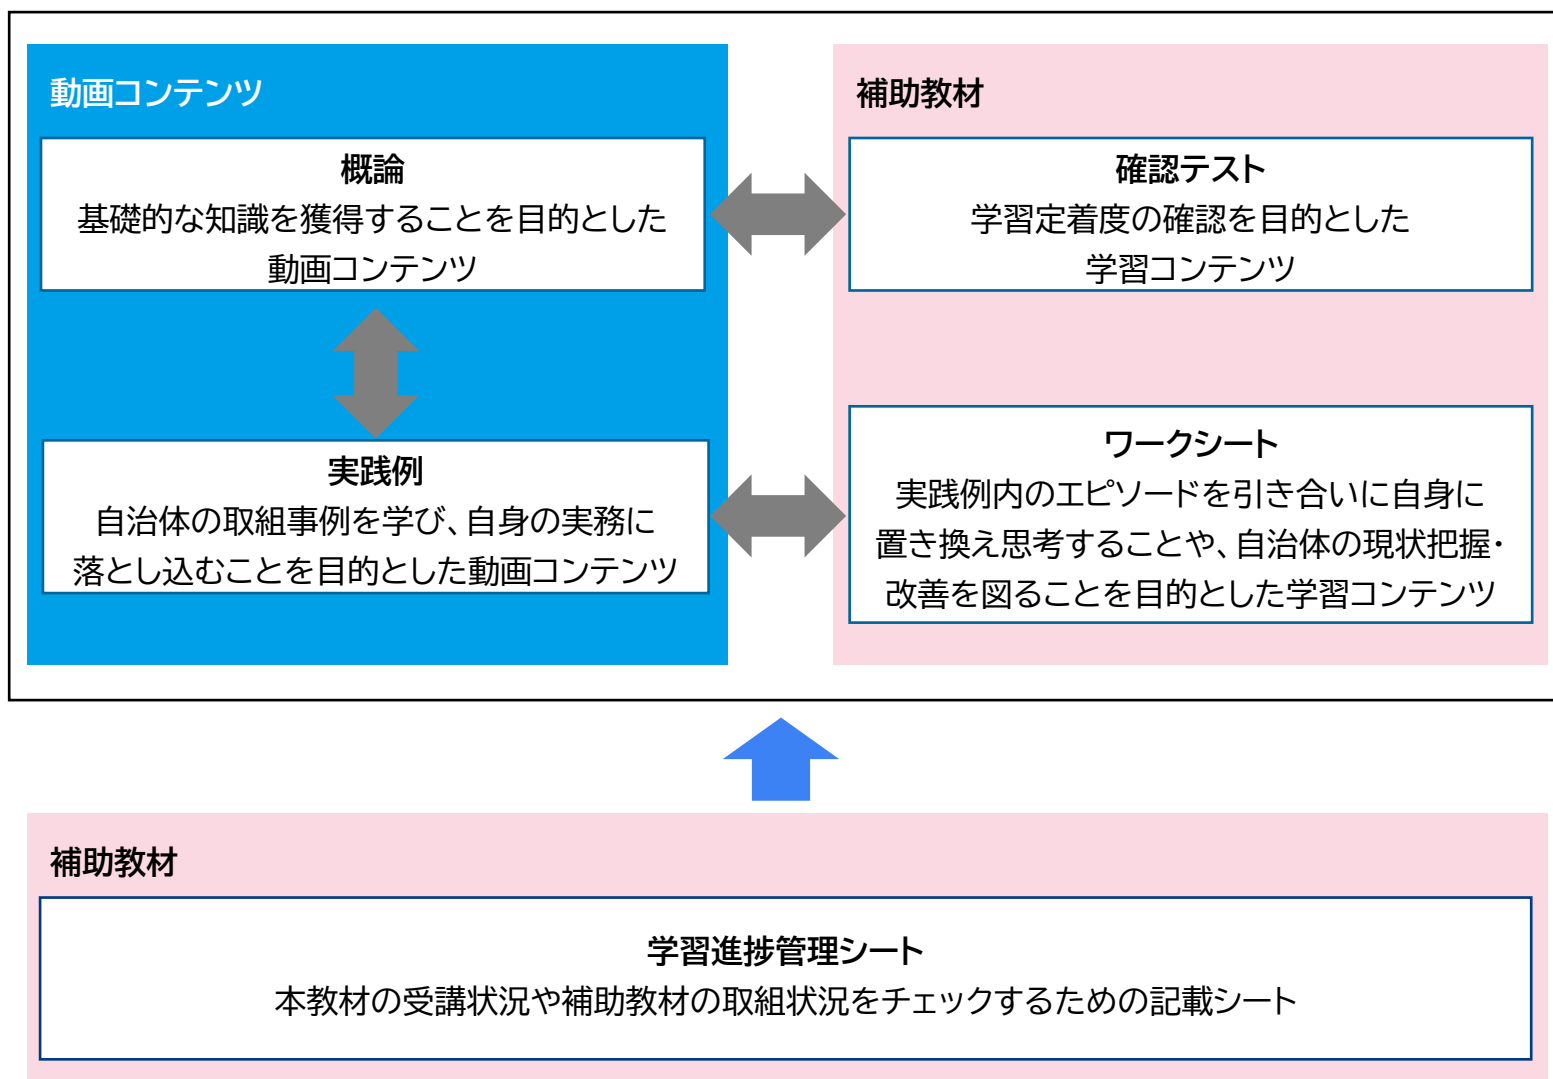 動画コンテンツ
概論
基礎的な知識を獲得することを目的とした
動画コンテンツ
実践例
自治体の取組事例を学び、自身の実務に
落とし込むことを目的とした動画コンテンツ
補助教材
確認テスト
学習定着度の確認を目的とした
学習コンテンツ
ワークシート
実践例内のエピソードを引き合いに自身に
置き換え思考することや、自治体の現状把握・
改善を図ることを目的とした学習コンテンツ
補助教材
学習進捗管理シート
本教材の受講状況や補助教材の取組状況をチェックするための記載シート